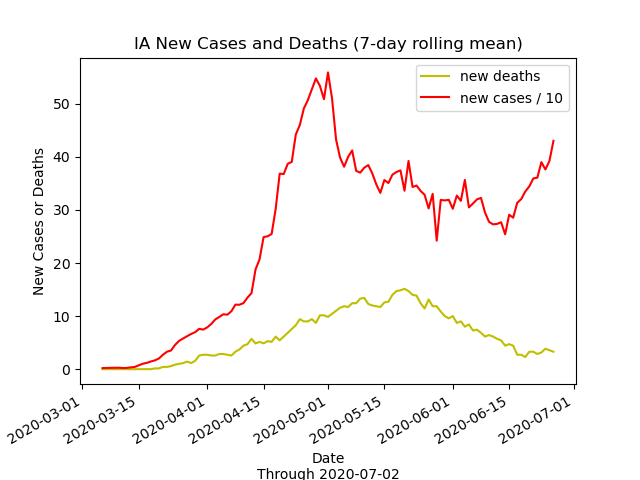 IA New Cases and Deaths (7-day rolling mean)
new deaths
new cases / 10
50
40
30
20
10
0
New Cases or Deaths
2020-03-01
2020-03-15
2020-04-01
2020-04-15
2020-05-01
2020-05-15
2020-06-01
2020-06-15
2020-07-01
Date
Through 2020-07-02